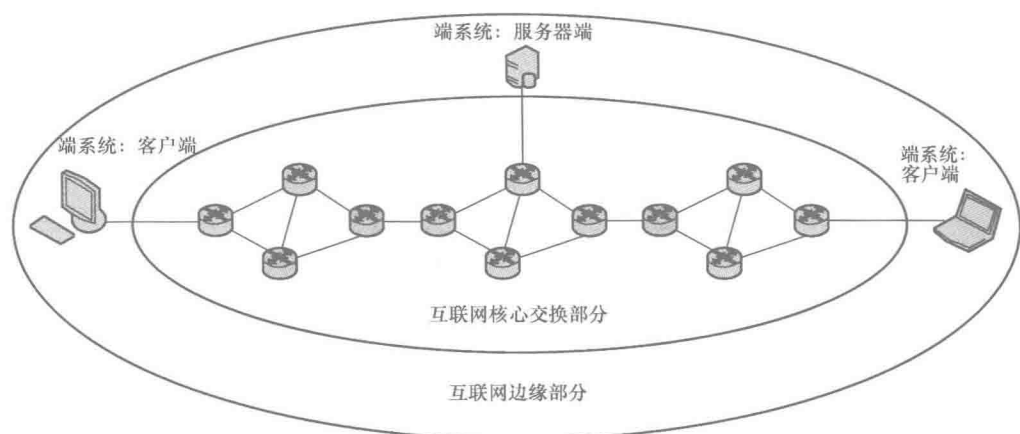 端系统：服务器端
端系统：客户端
端系统：
客户端
互联网核心交换部分
互联网边缘部分